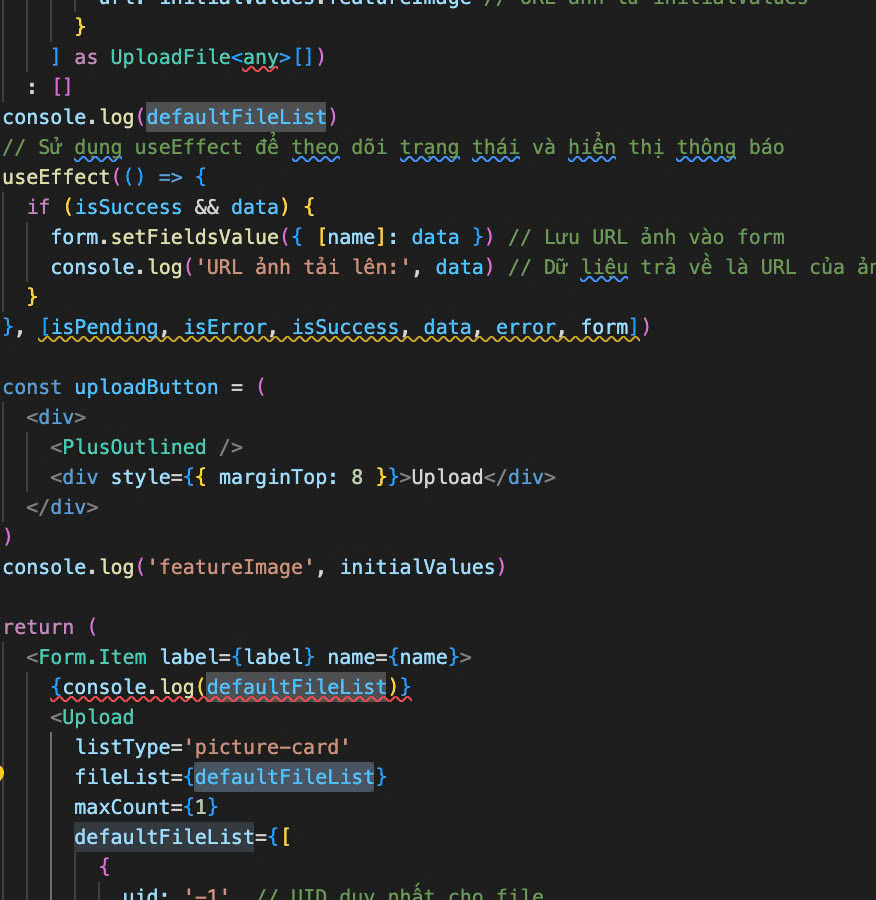 url: initialValues.featureImage // URL ảnh từ initialValues
}
] as UploadFile<any>[])
: []
console.log(defaultFileList)
// Sử dụng useEffect để theo dõi trạng thái và hiển thị thông báo
useEffect(() => {
if (isSuccess && data) {
form.setFieldsValue({ [name]: data }) // Lưu URL ảnh vào form
console.log('URL ảnh tải lên:', data) // Dữ liệu trả về là URL của ản
}
}, [isPending, isError, isSuccess, data, error, form])
const uploadButton = (
<div>
<PlusOutlined />
<div style={{ marginTop: 8 }}>Upload</div>
</div>
)
console.log('featureImage', initialValues)
return (
<Form.Item label={label} name={name}>
{console.log(defaultFileList)}
<Upload
listType='picture-card'
fileList={defaultFileList}
maxCount={1}
defaultFileList={[
{
uid: '-1', // UID duy nhất cho file